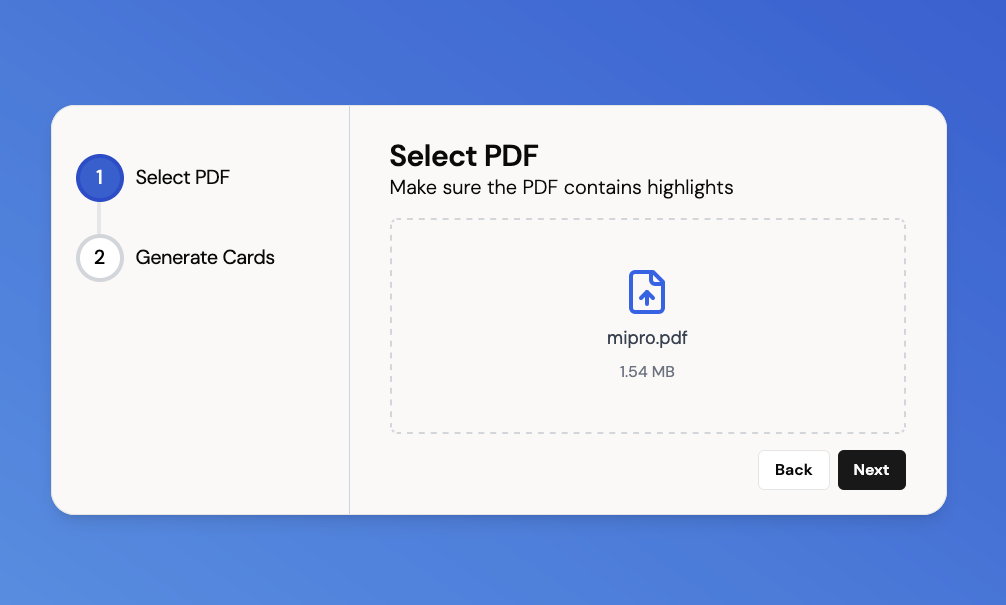 1 Select PDF
2 Generate Cards
Select PDF
Make sure the PDF contains highlights
mipro.pdf
1.54 MB
Back Next